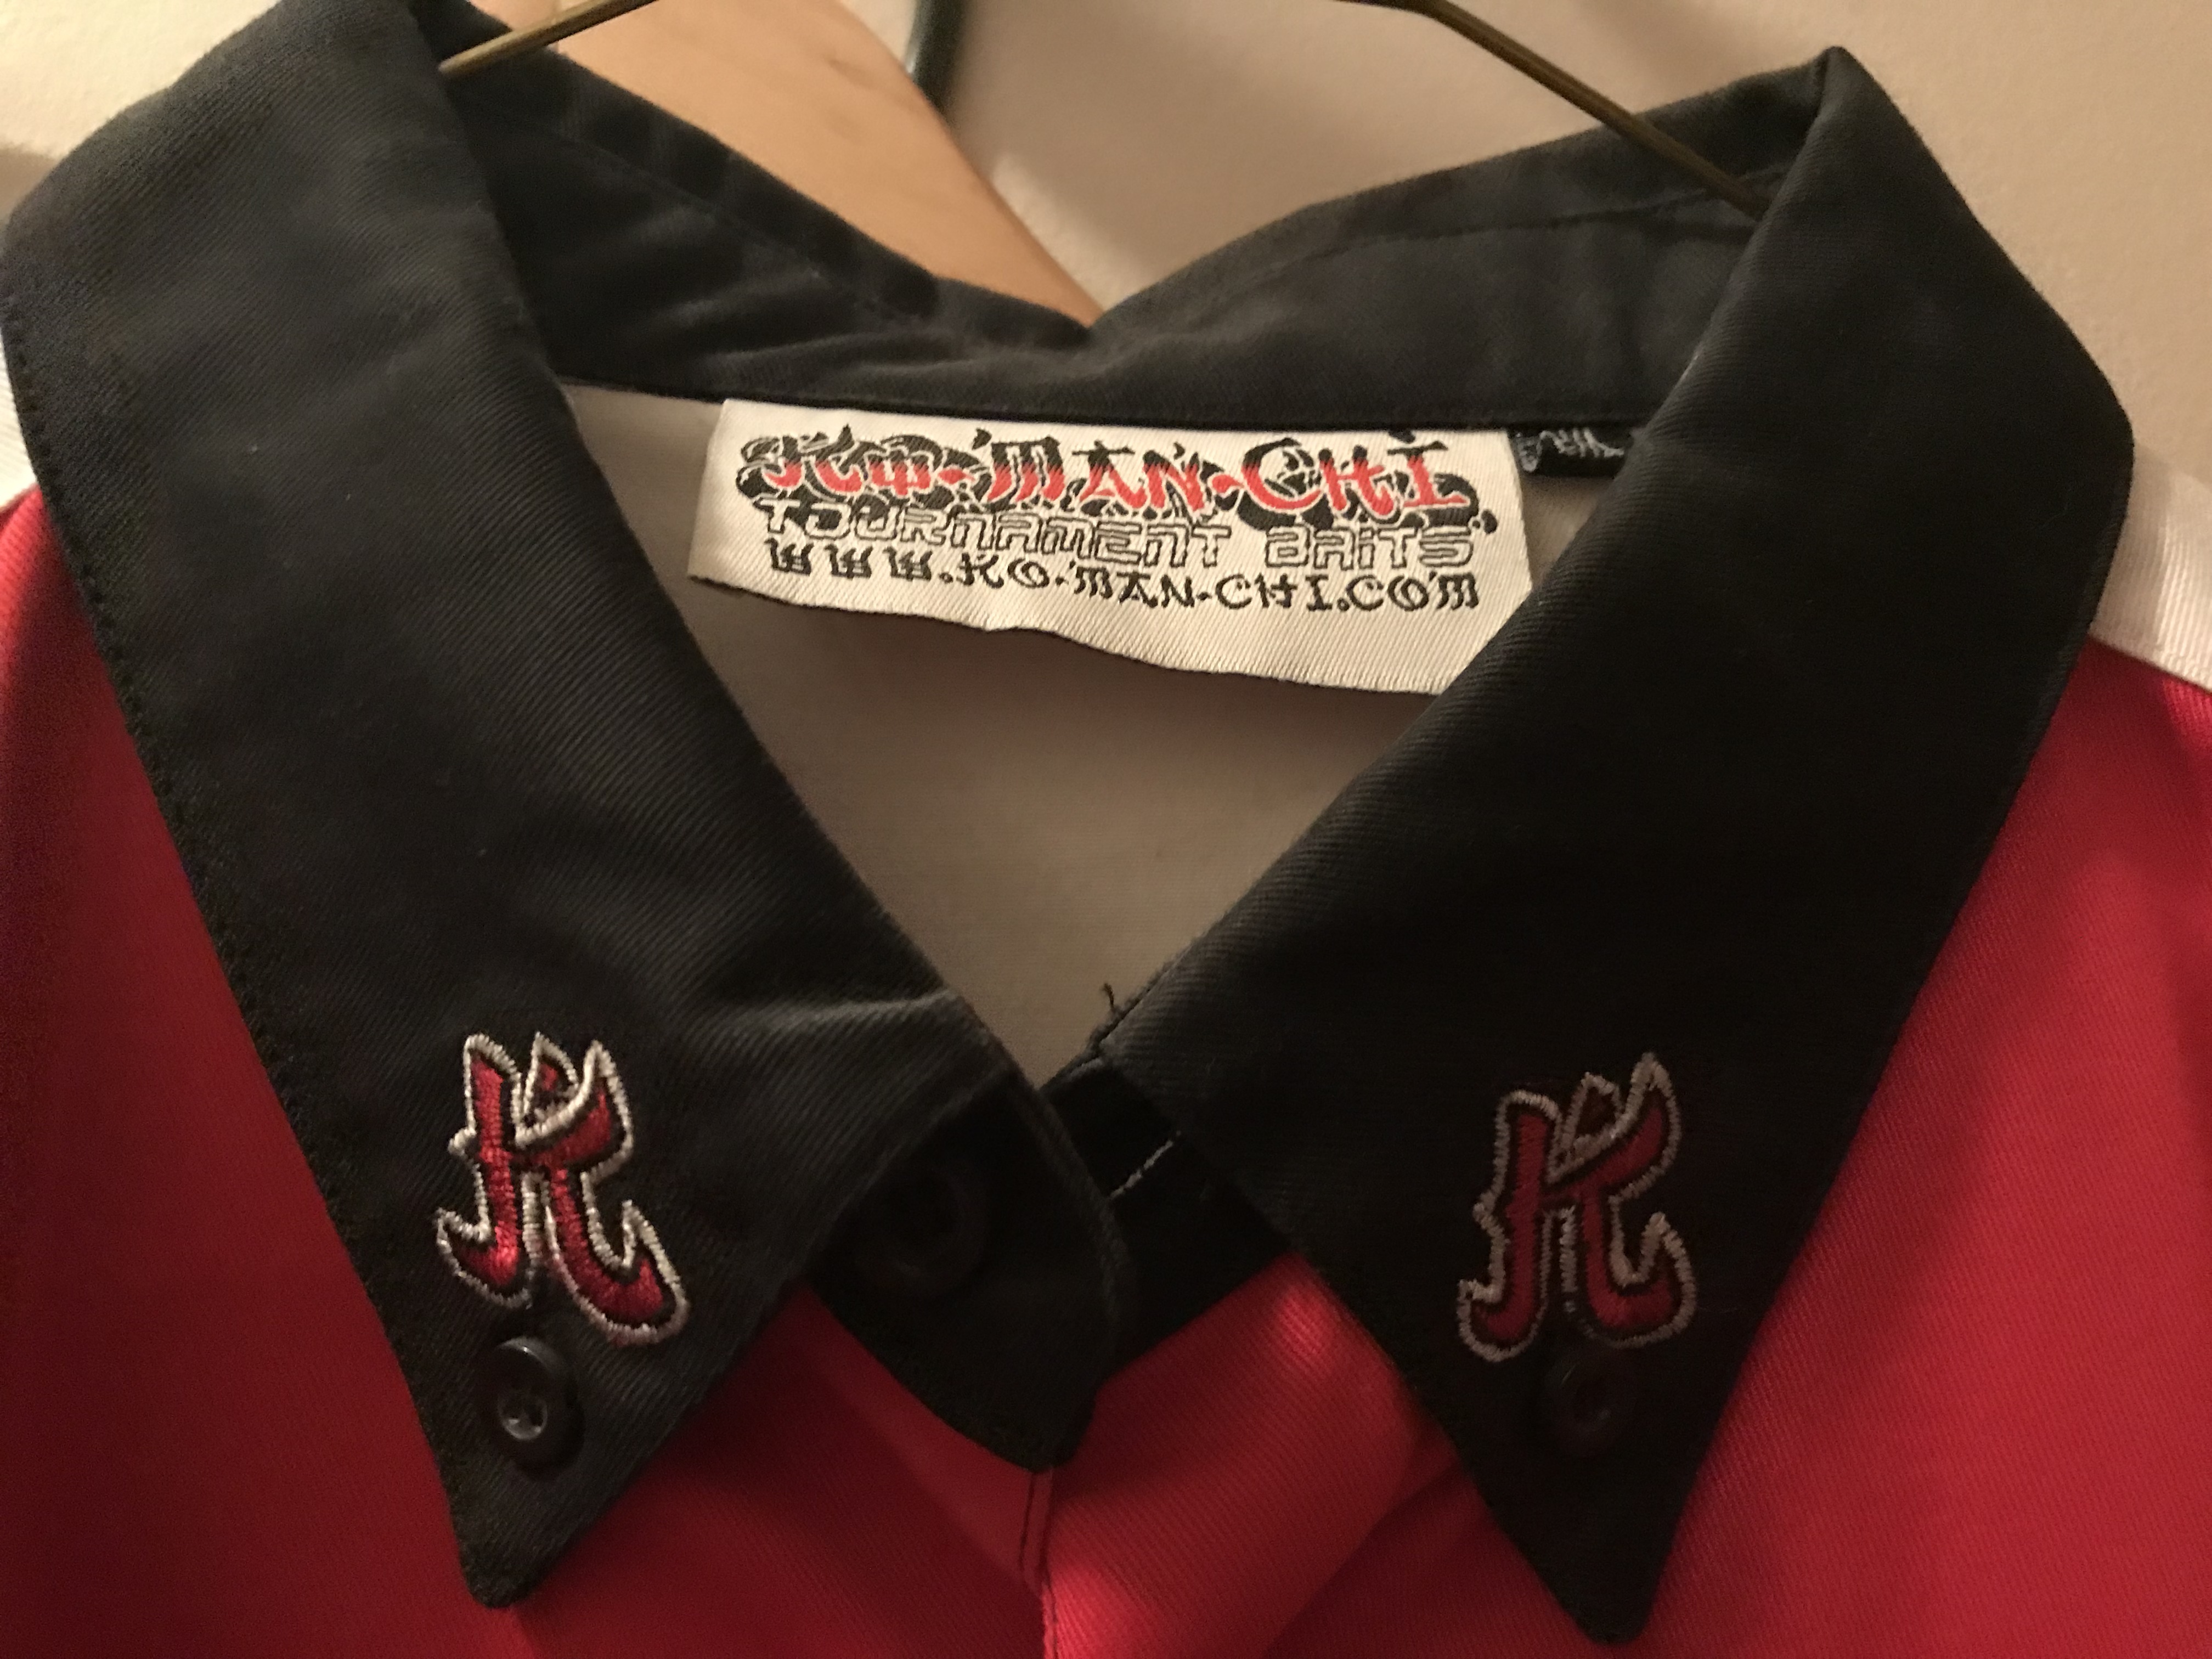 Ko-Man-Chi
TOURNAMENT BAITS
WWW.KO-MAN-CHI.COM
K
K